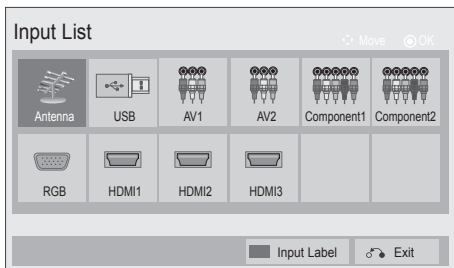 Input List
Move OK
Antenna USB AV1 AV2 Component1 Component2
RGB HDMI1 HDMI2 HDMI3
Input Label Exit